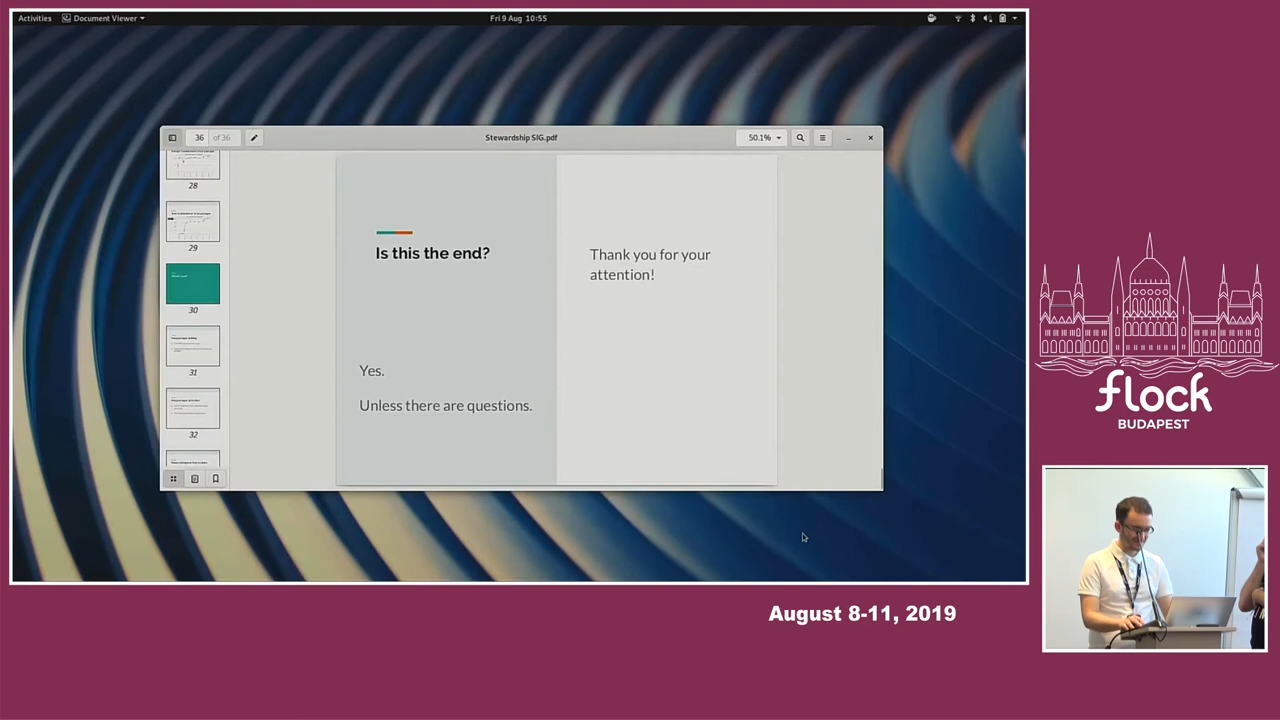 Activities
Document Viewer
Fri 9 Aug 10:55
36 of 36
Stewardship SIG.pdf
50.1%
28
29
30
31
32
Is this the end?
Yes.
Unless there are questions.
Thank you for your
attention!
flock
BUDAPEST
August 8-11, 2019